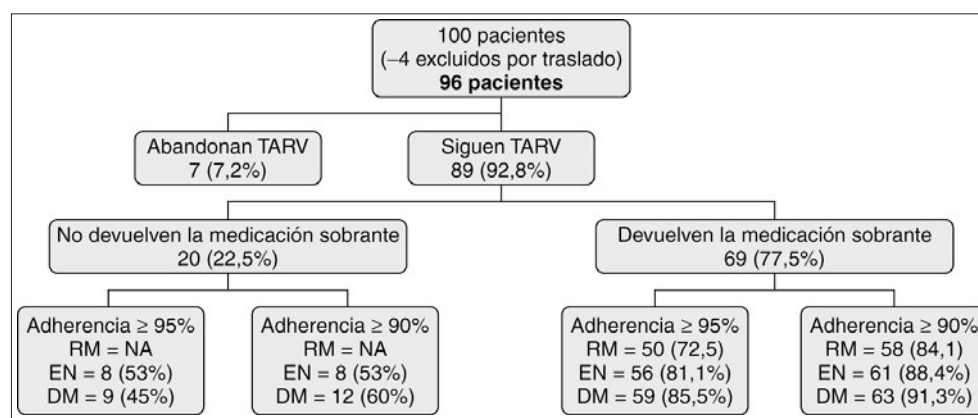 100 pacientes
(–4 excluidos por traslado)
96 pacientes
Abandonan TARV
7 (7,2%)
Siguen TARV
89 (92,8%)
No devuelven la medicación sobrante
20 (22,5%)
Devuelven la medicación sobrante
69 (77,5%)
Adherencia ≥ 95%
RM = NA
EN = 8 (53%)
DM = 9 (45%)
Adherencia ≥ 90%
RM = NA
EN = 8 (53%)
DM = 12 (60%)
Adherencia ≥ 95%
RM = 50 (72,5)
EN = 56 (81,1%)
DM = 59 (85,5%)
Adherencia ≥ 90%
RM = 58 (84,1)
EN = 61 (88,4%)
DM = 63 (91,3%)